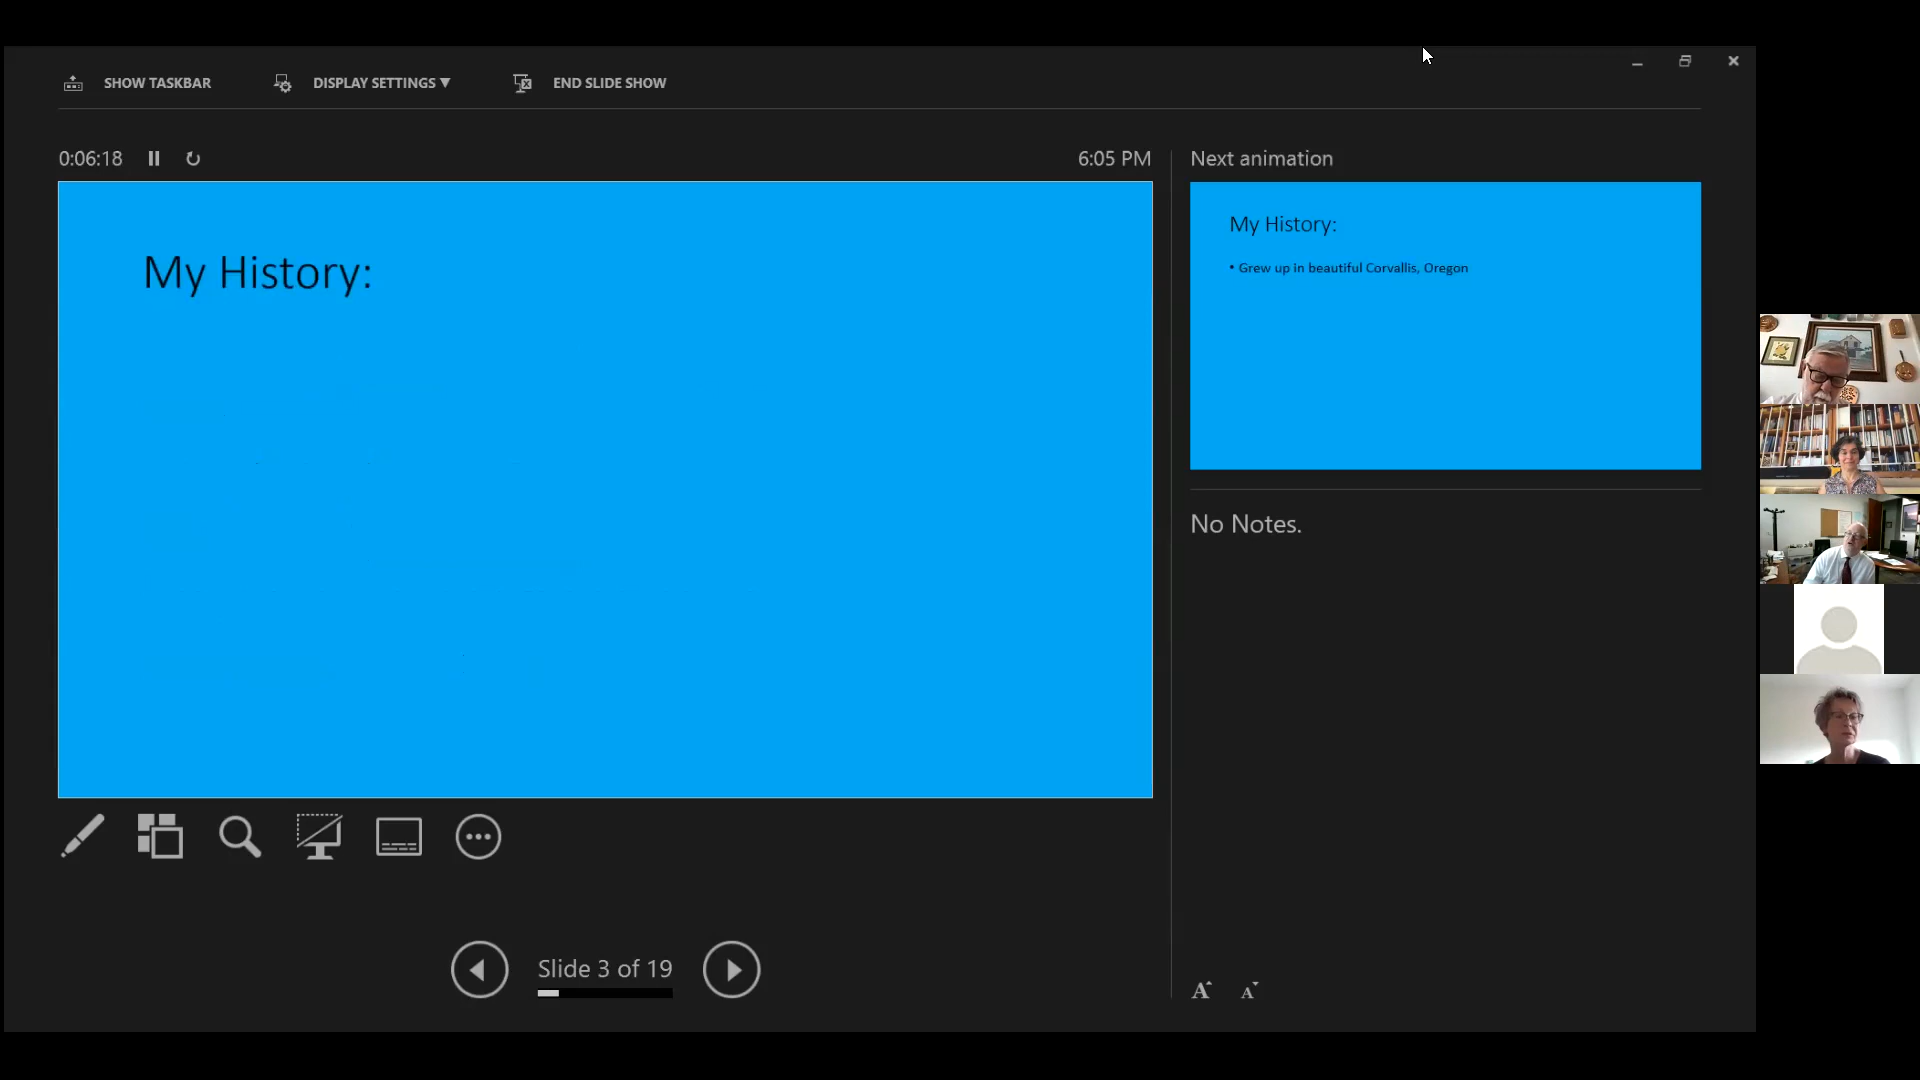 SHOW TASKBAR
DISPLAY SETTINGS ▼
END SLIDE SHOW
0:06:18
6:05 PM
Next animation
My History:
My History:
• Grew up in beautiful Corvallis, Oregon
No Notes.
Slide 3 of 19
A A